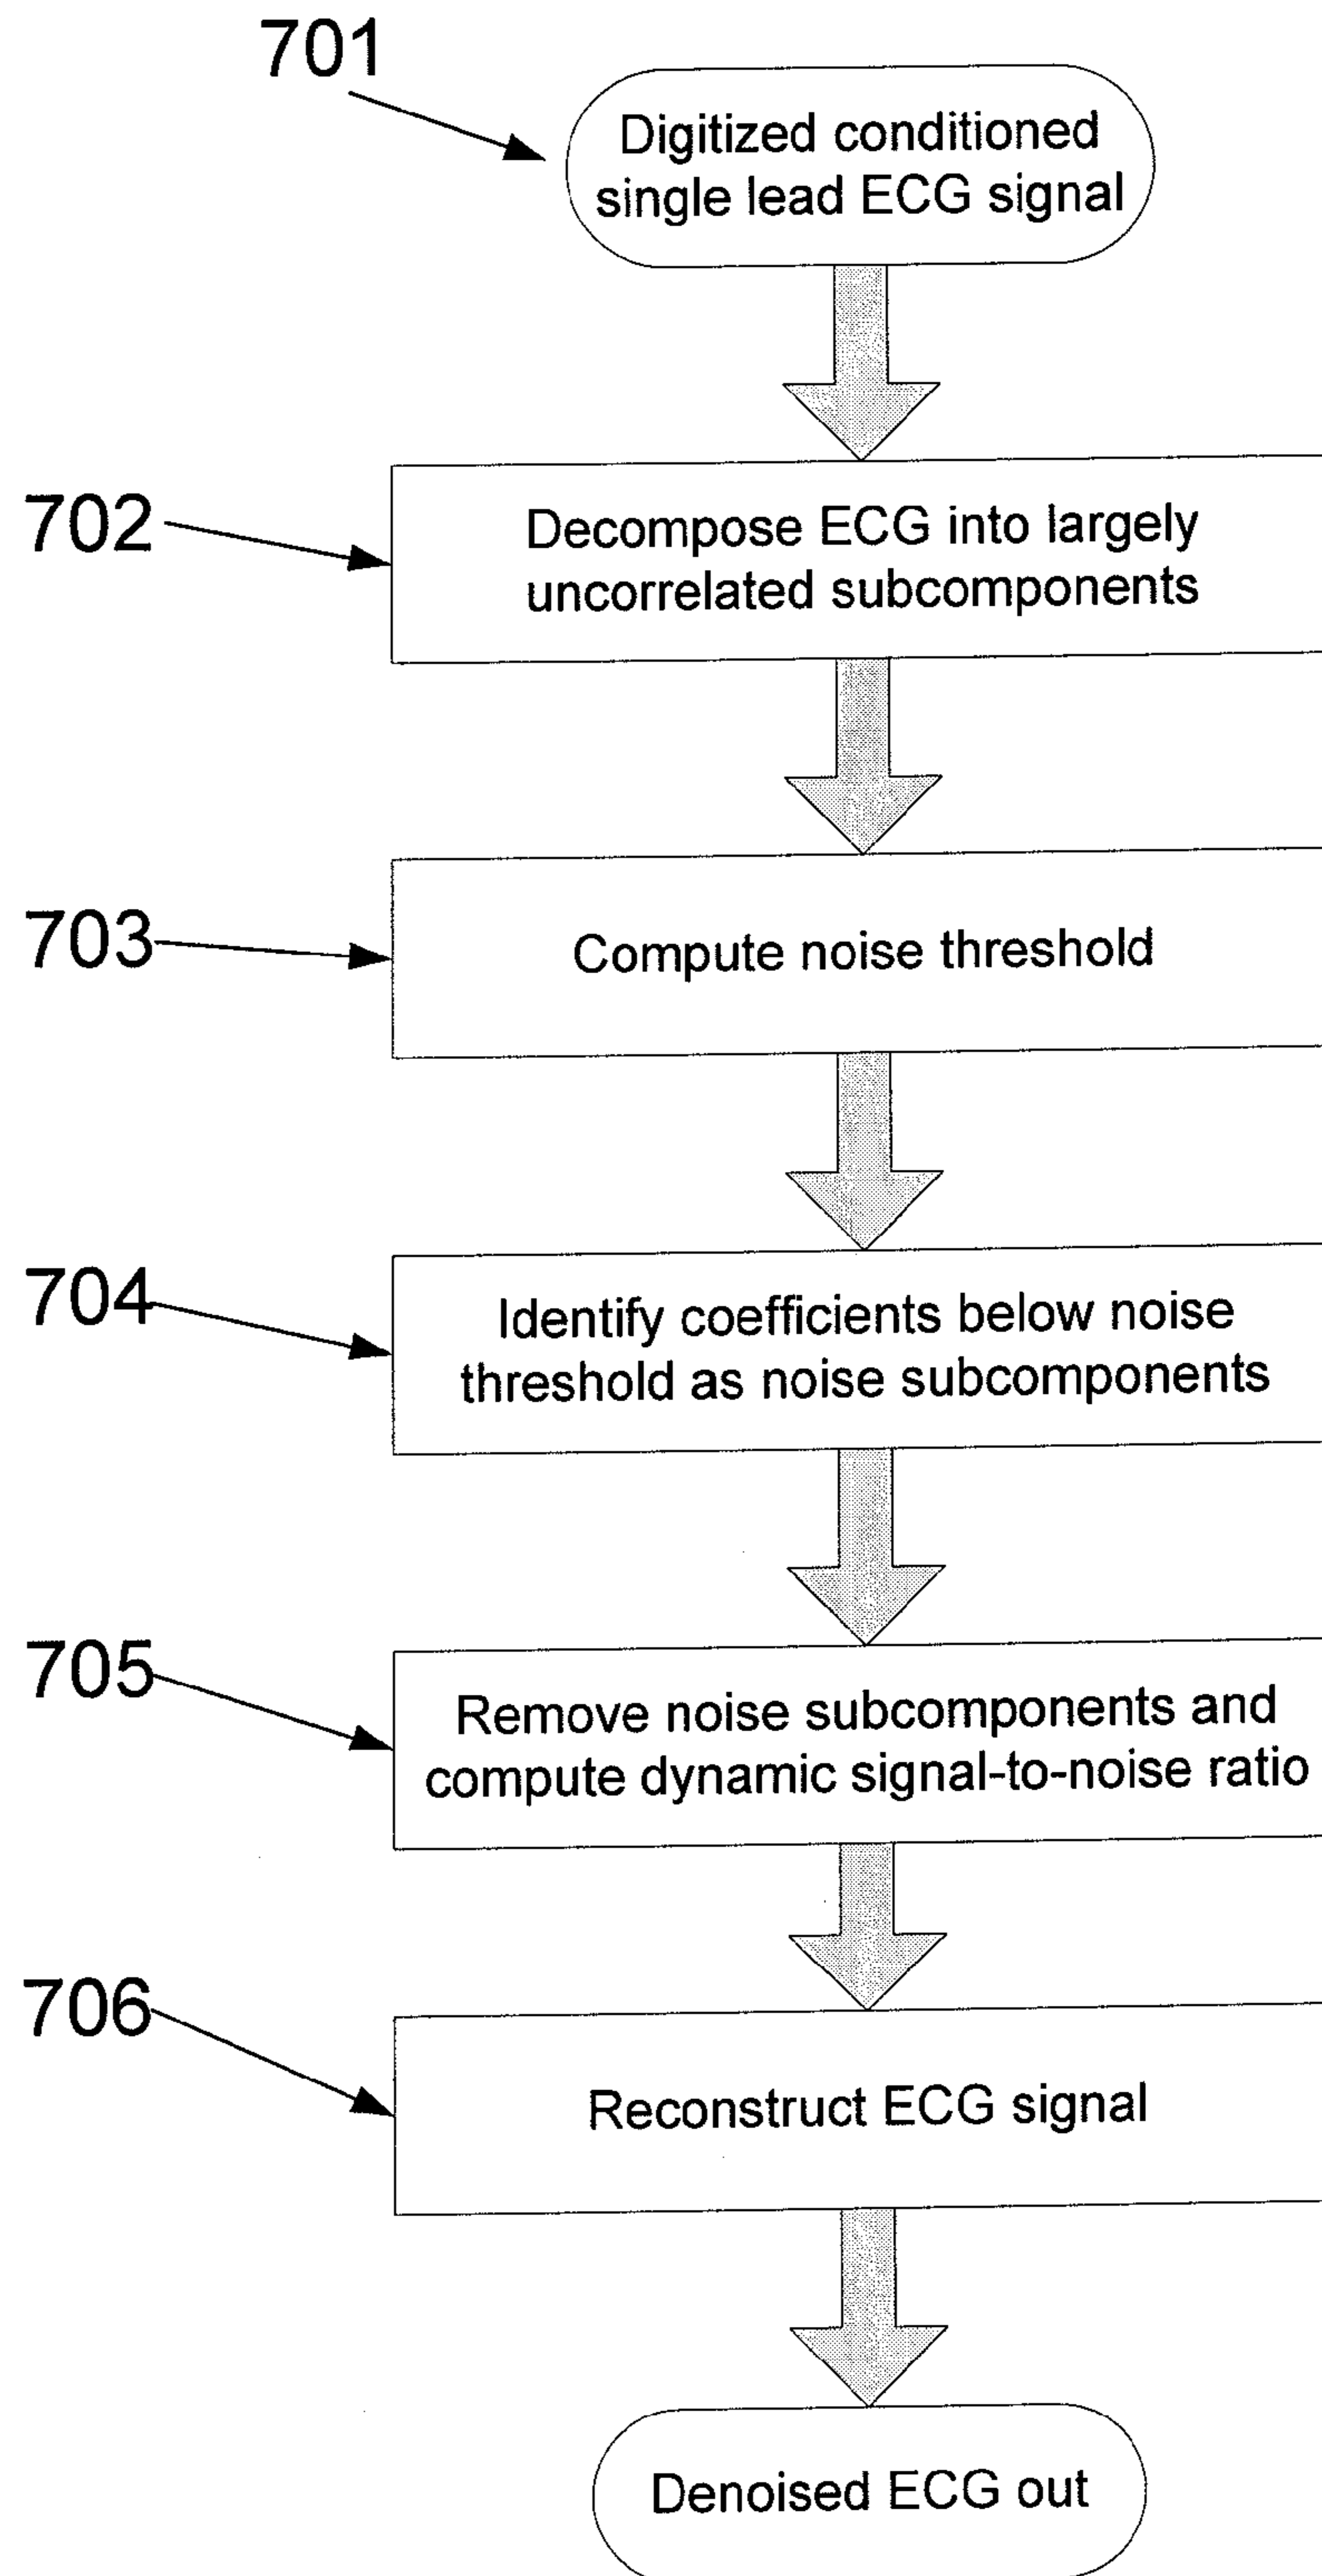 701
Digitized conditioned
single lead ECG signal
702
Decompose ECG into largely
uncorrelated subcomponents
703
Compute noise threshold
704
Identify coefficients below noise
threshold as noise subcomponents
705
Remove noise subcomponents and
compute dynamic signal-to-noise ratio
706
Reconstruct ECG signal
Denoised ECG out